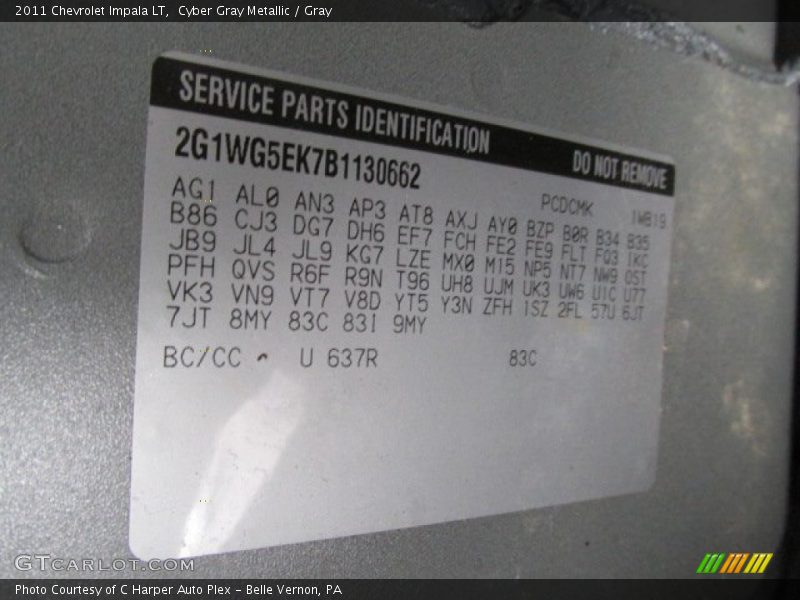 2011 Chevrolet Impala LT,  Cyber Gray Metallic / Gray
SERVICE PARTS IDENTIFICATION DO NOT REMOVE
2G1WG5EK7B1130662
PCDCMK 1WB19
AG1 AL0 AN3 AP3 AT8 AXJ AY0 BZP B0R B34 B35
B86 CJ3 DG7 DH6 EF7 FCH FE2 FE9 FLT FQ3 IKC
JB9 JL4 JL9 KG7 LZE MX0 M15 NP5 NT7 NW9 0ST
PFH QVS R6F R9N T96 UH8 UJM UK3 UW6 U1C U77
VK3 VN9 VT7 V8D YT5 Y3N ZFH 1SZ 2FL 57U 6JT
7JT 8MY 83C 83I 9MY
BC/CC U 637R 83C
GTCARLOT.COM
Photo Courtesy of C Harper Auto Plex – Belle Vernon, PA